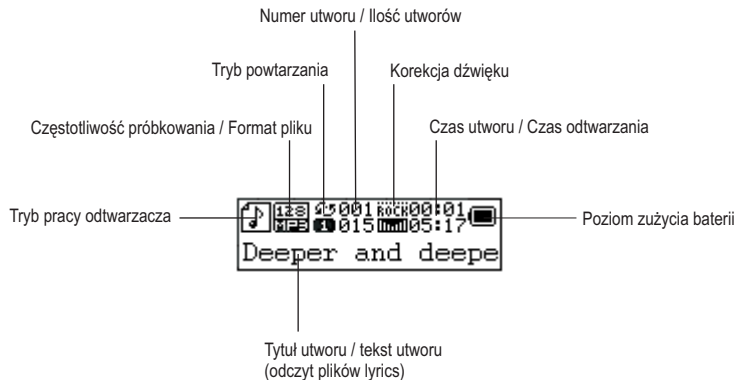 Numer utworu / Ilość utworów
Tryb powtarzania
Korekcja dźwięku
Częstotliwość próbkowania / Format pliku
Czas utworu / Czas odtwarzania
128 001 ROCK 00:01
MP3 1 015 05:17
Tryb pracy odtwarzacza
Poziom zużycia baterii
Deeper and deepe
Tytuł utworu / tekst utworu
(odczyt plików lyrics)